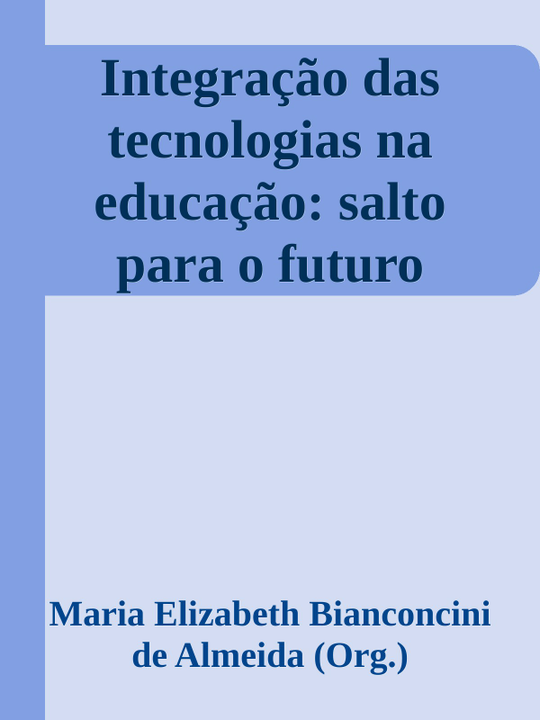 Integração das
tecnologias na
educação: salto
para o futuro
Maria Elizabeth Bianconcini
de Almeida (Org.)